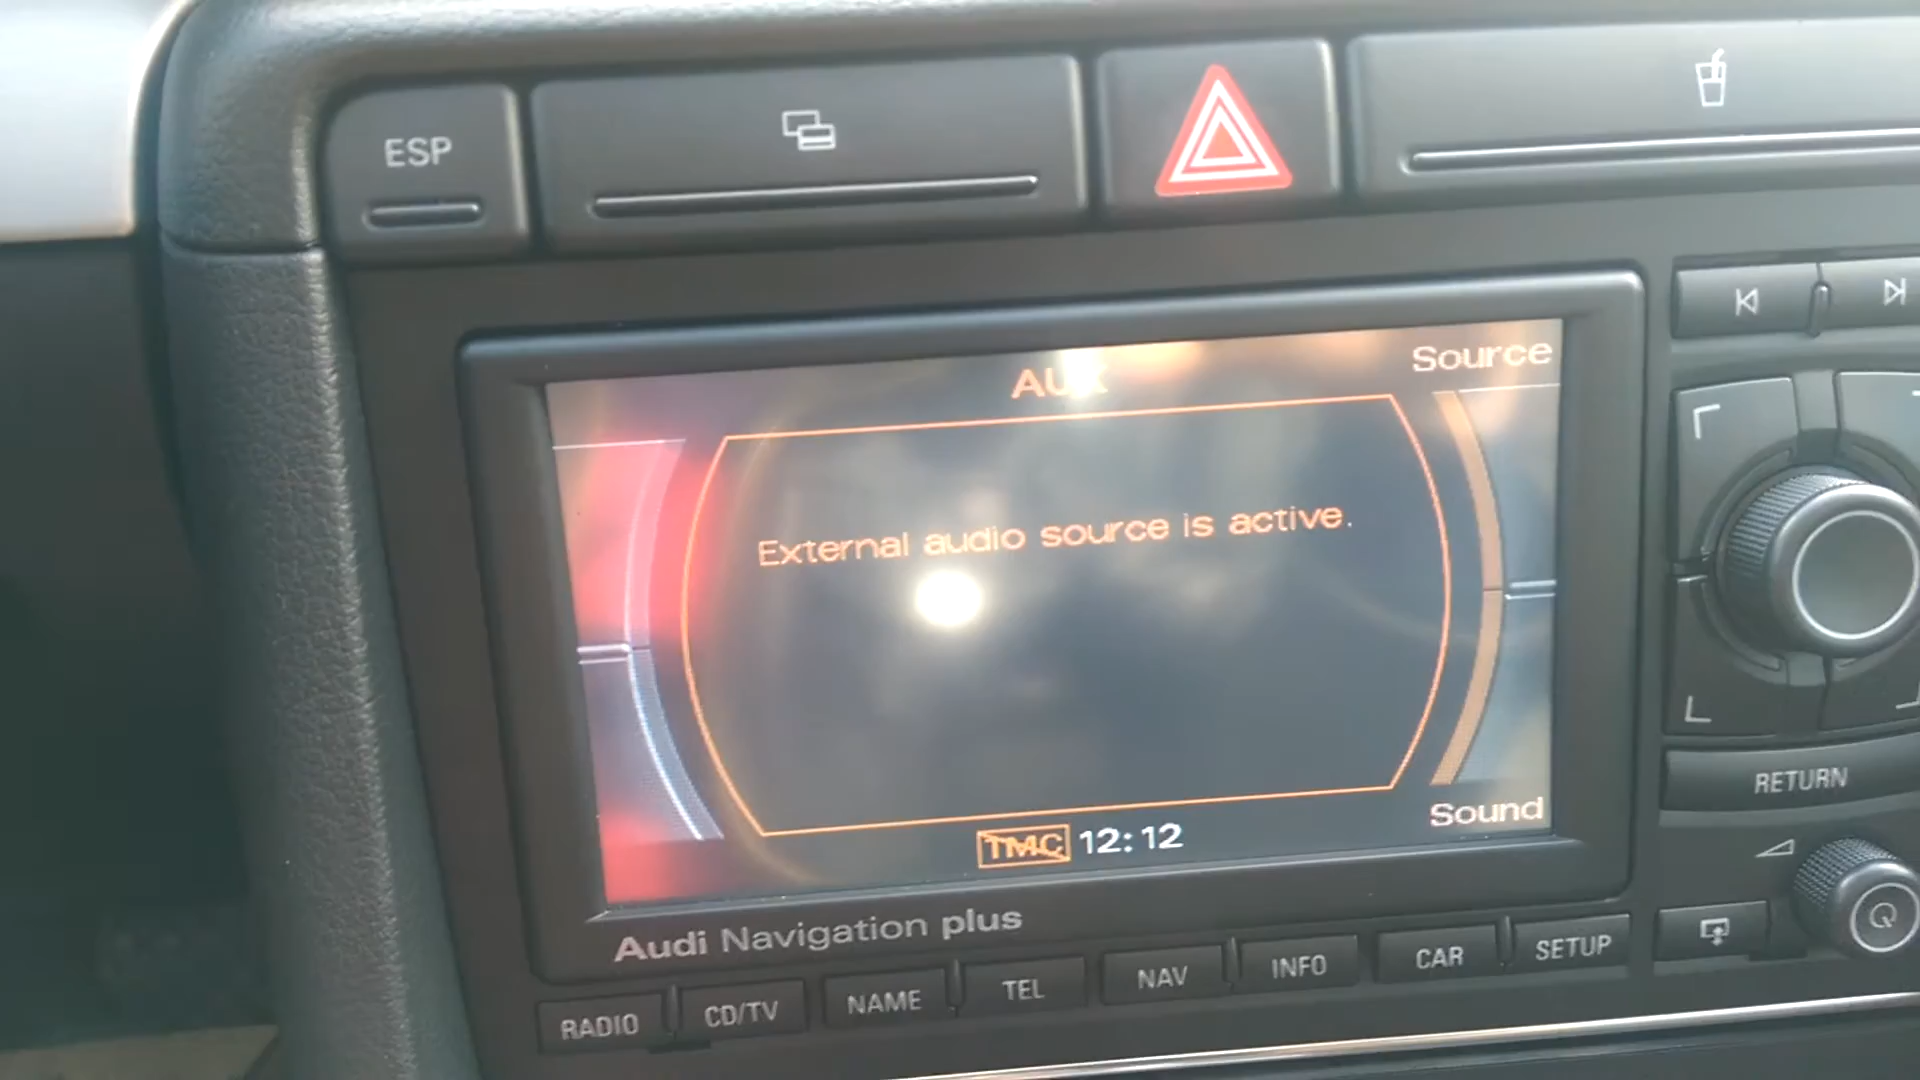 ESP
Source
AUX
External audio source is active.
Sound
TMC 12:12
RETURN
Audi Navigation plus
RADIO CD/TV NAME TEL NAV INFO CAR SETUP